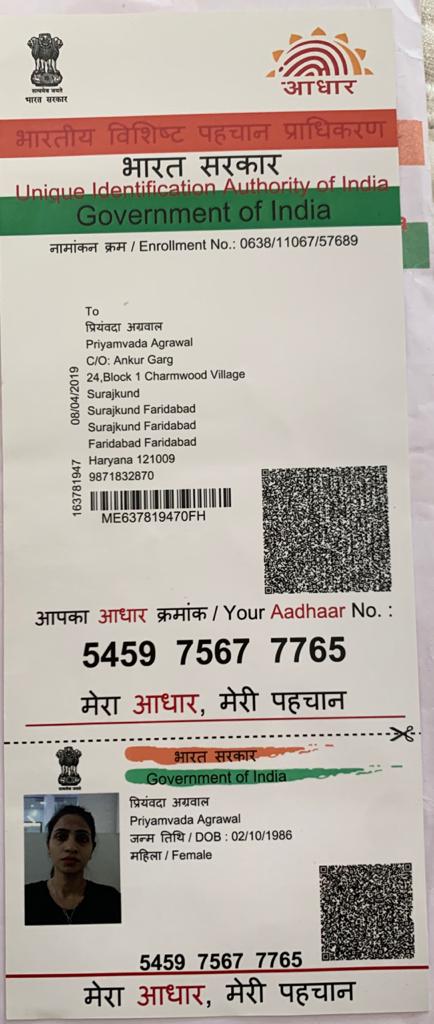 सत्यमेव जयते
भारत सरकार
आधार
भारतीय विशिष्ट पहचान प्राधिकरण
भारत सरकार
Unique Identification Authority of India
Government of India
नामांकन क्रम / Enrollment No.: 0638/11067/57689
To
प्रियंवदा अग्रवाल
Priyamvada Agrawal
C/O: Ankur Garg
24,Block 1 Charmwood Village
Surajkund
Surajkund Faridabad
Surajkund Faridabad
Faridabad Faridabad
Haryana 121009
9871832870
08/04/2019
163781947
ME637819470FH
आपका आधार क्रमांक / Your Aadhaar No. :
5459 7567 7765
मेरा आधार, मेरी पहचान
भारत सरकार
Government of India
प्रियंवदा अग्रवाल
Priyamvada Agrawal
जन्म तिथि / DOB : 02/10/1986
महिला / Female
5459 7567 7765
मेरा आधार, मेरी पहचान